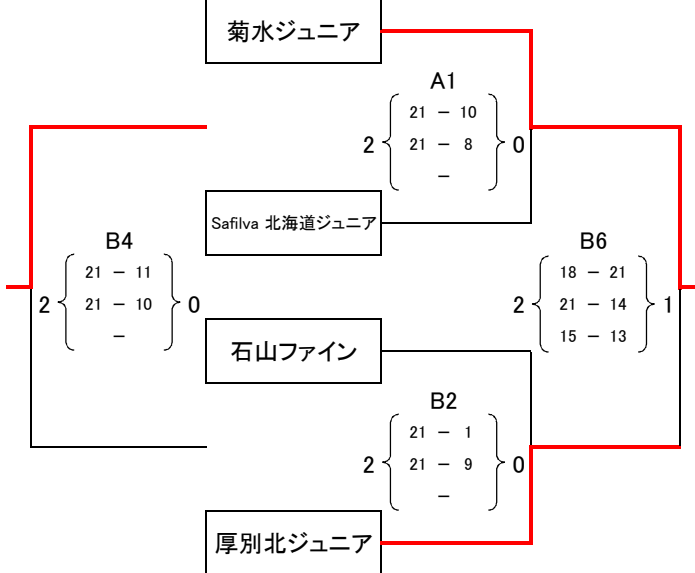 菊水ジュニア
A1
21 － 10
2 21 － 8 0
－
Safilva 北海道ジュニア
B4
21 － 11
2 21 － 10 0
－
B6
18 － 21
2 21 － 14 1
15 － 13
石山ファイン
B2
21 － 1
2 21 － 9 0
－
厚別北ジュニア